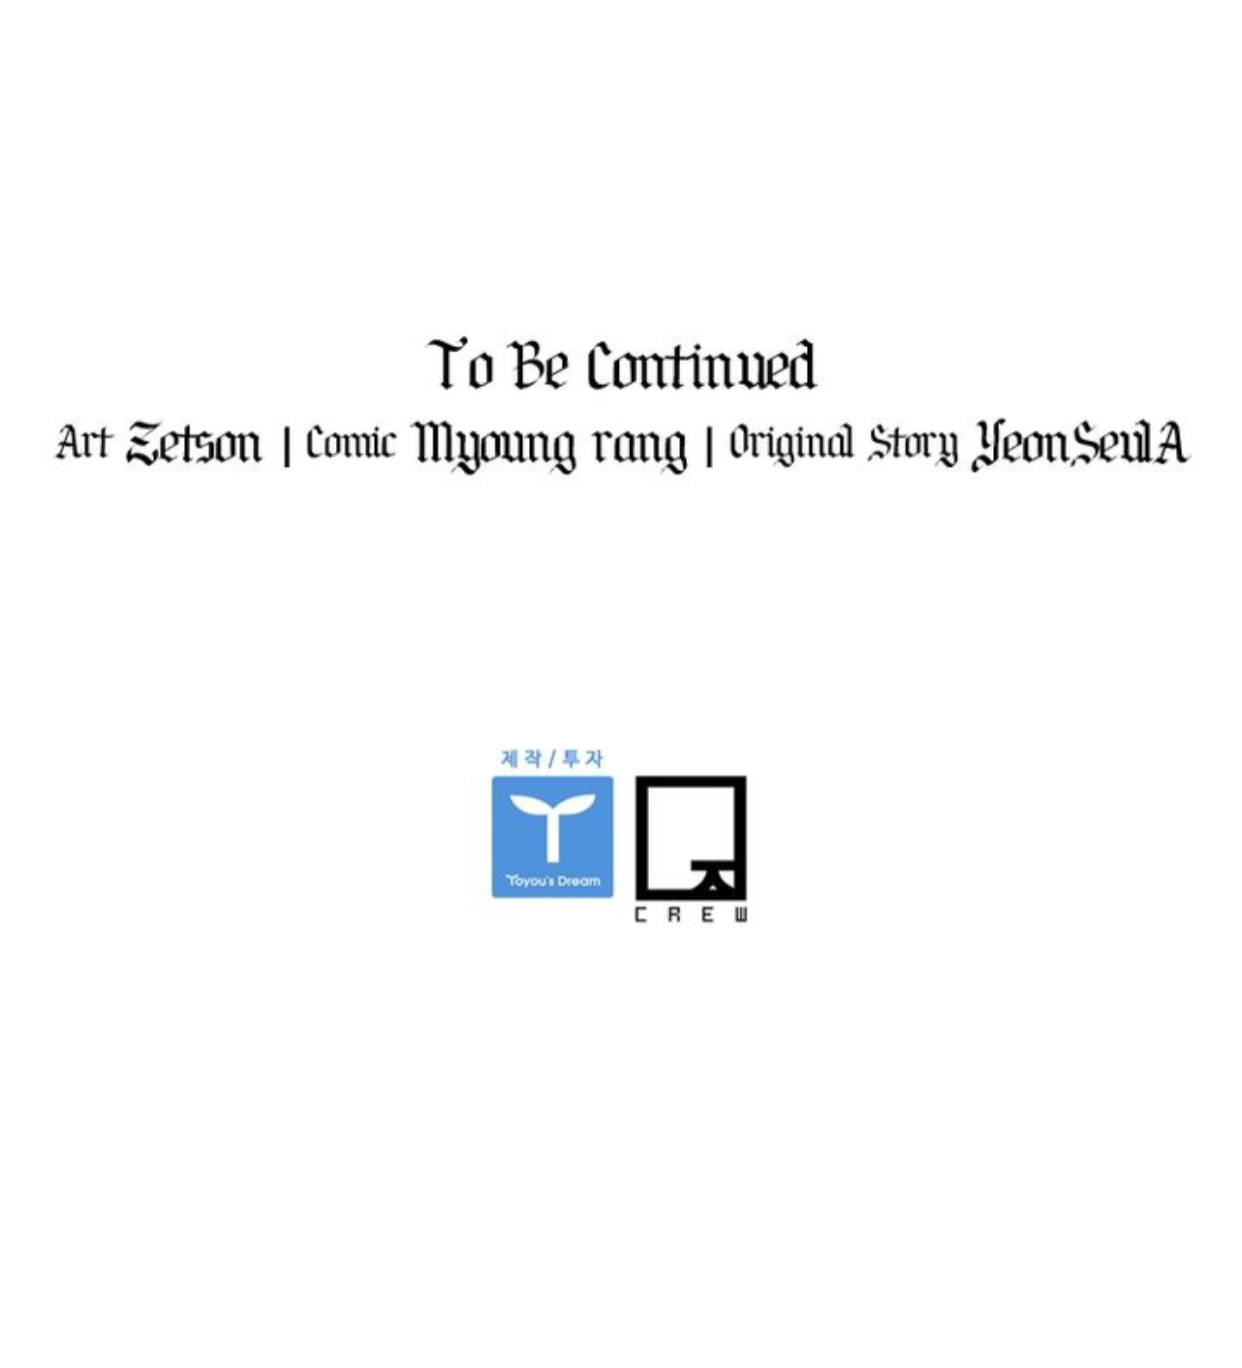 To Be Continued
Art Zetson | Comic Myoung rang | Original Story YeonSeulA
제작/투자
Toyou's Dream
CREW